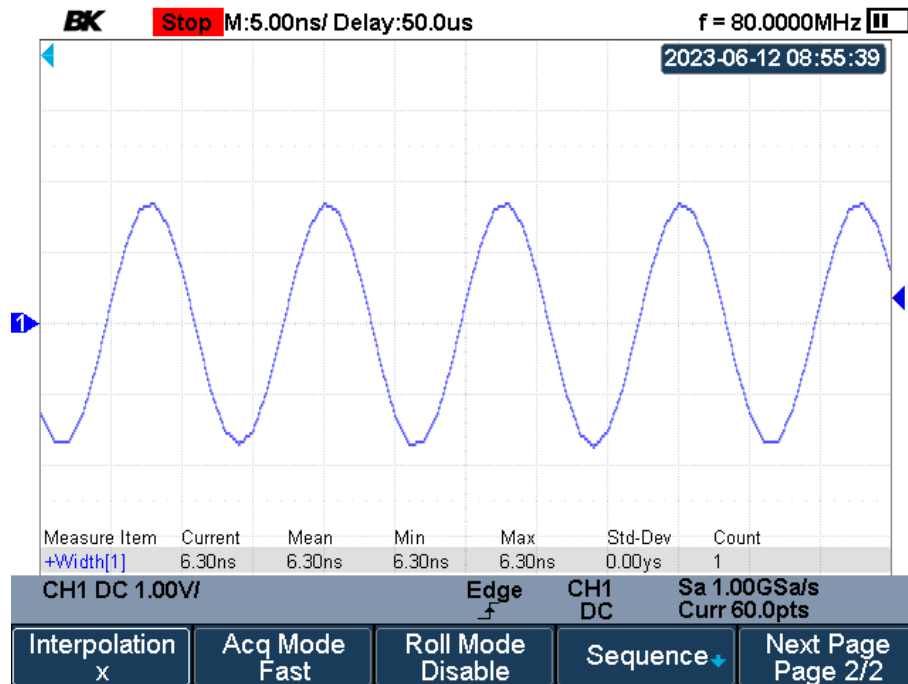 BK Stop M:5.00ns/ Delay:50.0us f = 80.0000MHz
2023-06-12 08:55:39
1
Measure Item Current Mean Min Max Std-Dev Count
+Width[1] 6.30ns 6.30ns 6.30ns 6.30ns 0.00ys 1
CH1 DC 1.00V/ Edge CH1 Sa 1.00GSa/s
DC Curr 60.0pts
Interpolation Acq Mode Roll Mode Sequence Next Page
x Fast Disable Page 2/2